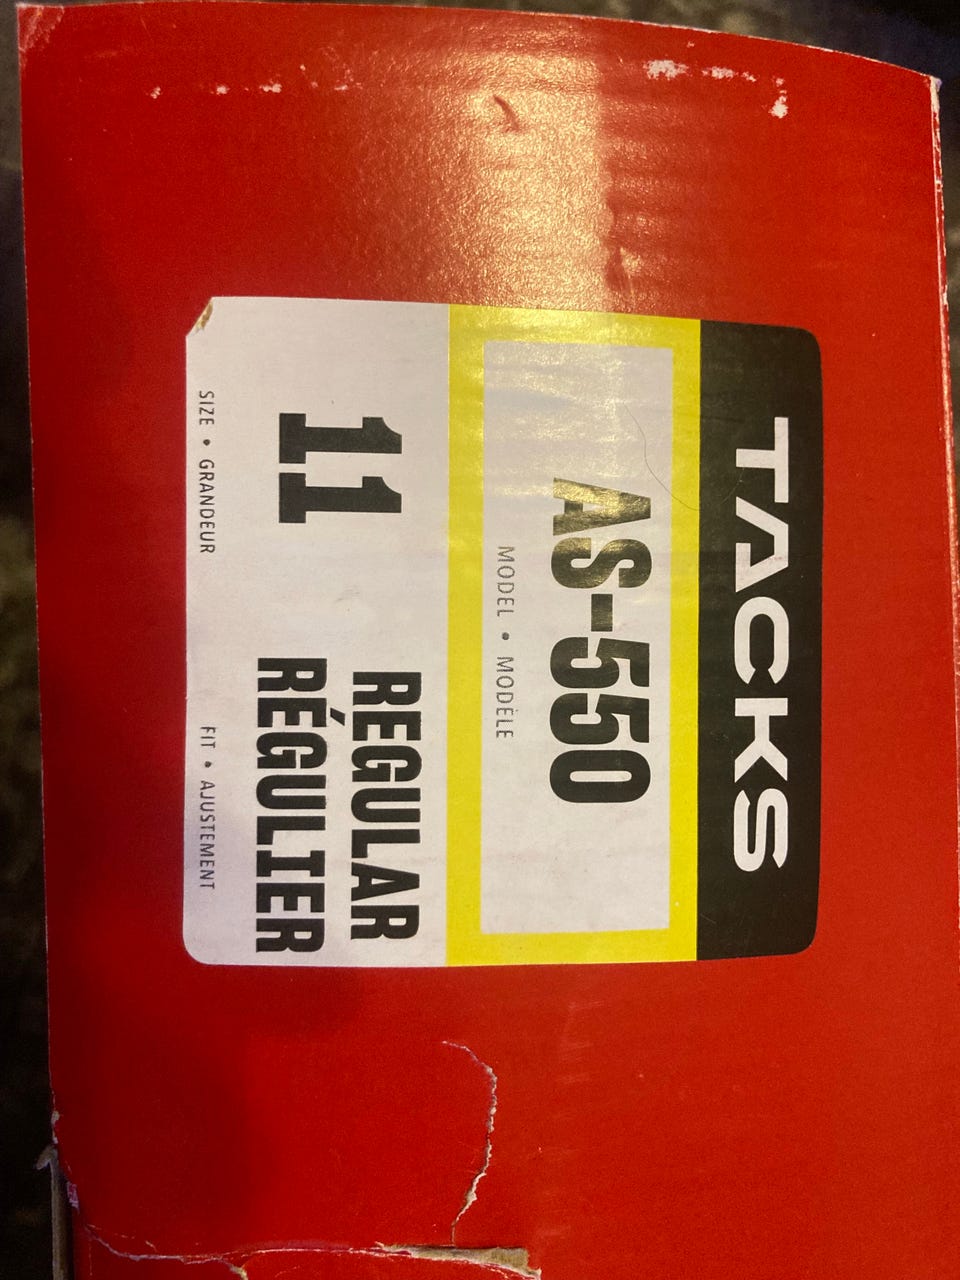 TACKS
AS-550
MODEL • MODÈLE
11
REGULAR
RÉGULIER
SIZE • GRANDEUR
FIT • AJUSTEMENT